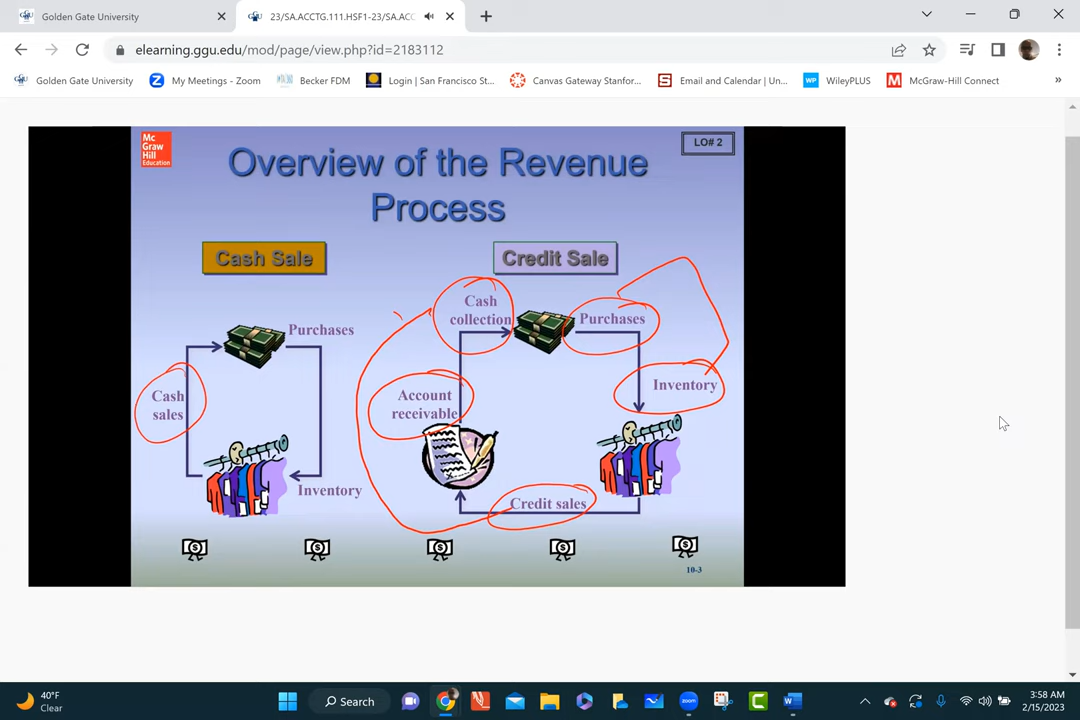 Golden Gate University
23/SA.ACCTG.111.HSF1-23/SA.ACC
elearning.ggu.edu/mod/page/view.php?id=2183112
Golden Gate University
My Meetings - Zoom
Becker FDM
Login | San Francisco St...
Canvas Gateway Stanfor...
Email and Calendar | Un...
WileyPLUS
McGraw-Hill Connect
»
Mc
Graw
Hill
Education
LO# 2
Overview of the Revenue
Process
Cash Sale
Credit Sale
Purchases
Cash
sales
Inventory
Cash
collection
Purchases
Account
receivable
Inventory
Credit sales
10-3
40°F
Clear
Search
3:58 AM
2/15/2023